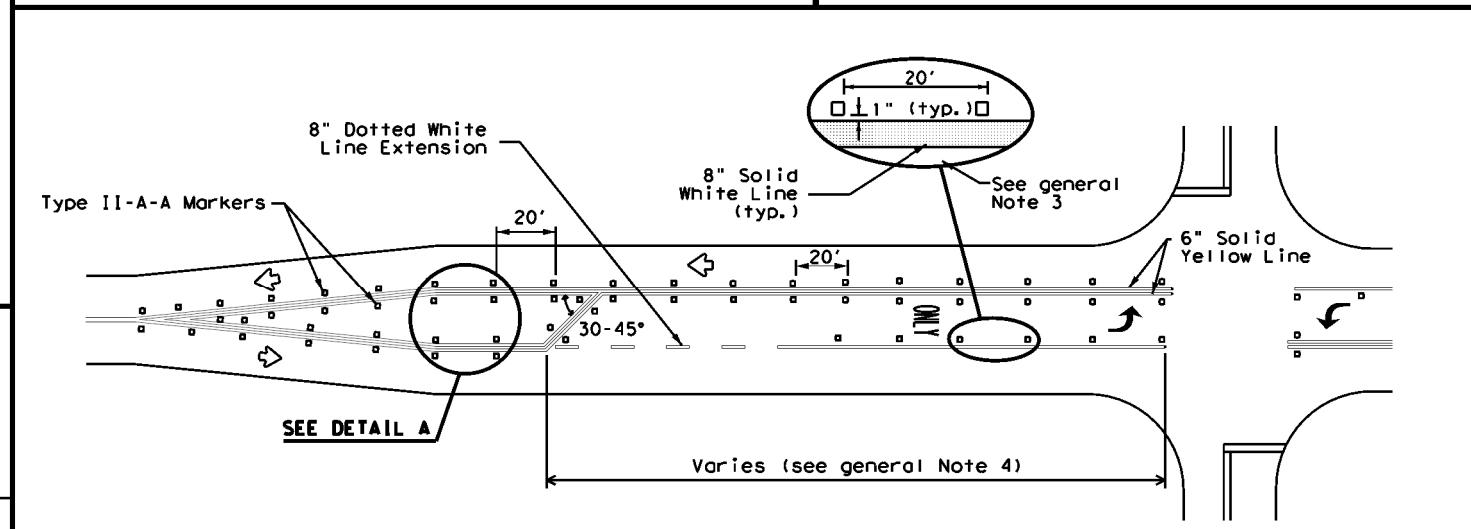 20'
1" (typ.)
8" Dotted White
Line Extension
8" Solid
White Line
(typ.)
See general
Note 3
Type II-A-A Markers
20'
6" Solid
Yellow Line
20'
ONLY
30-45°
SEE DETAIL A
Varies (see general Note 4)